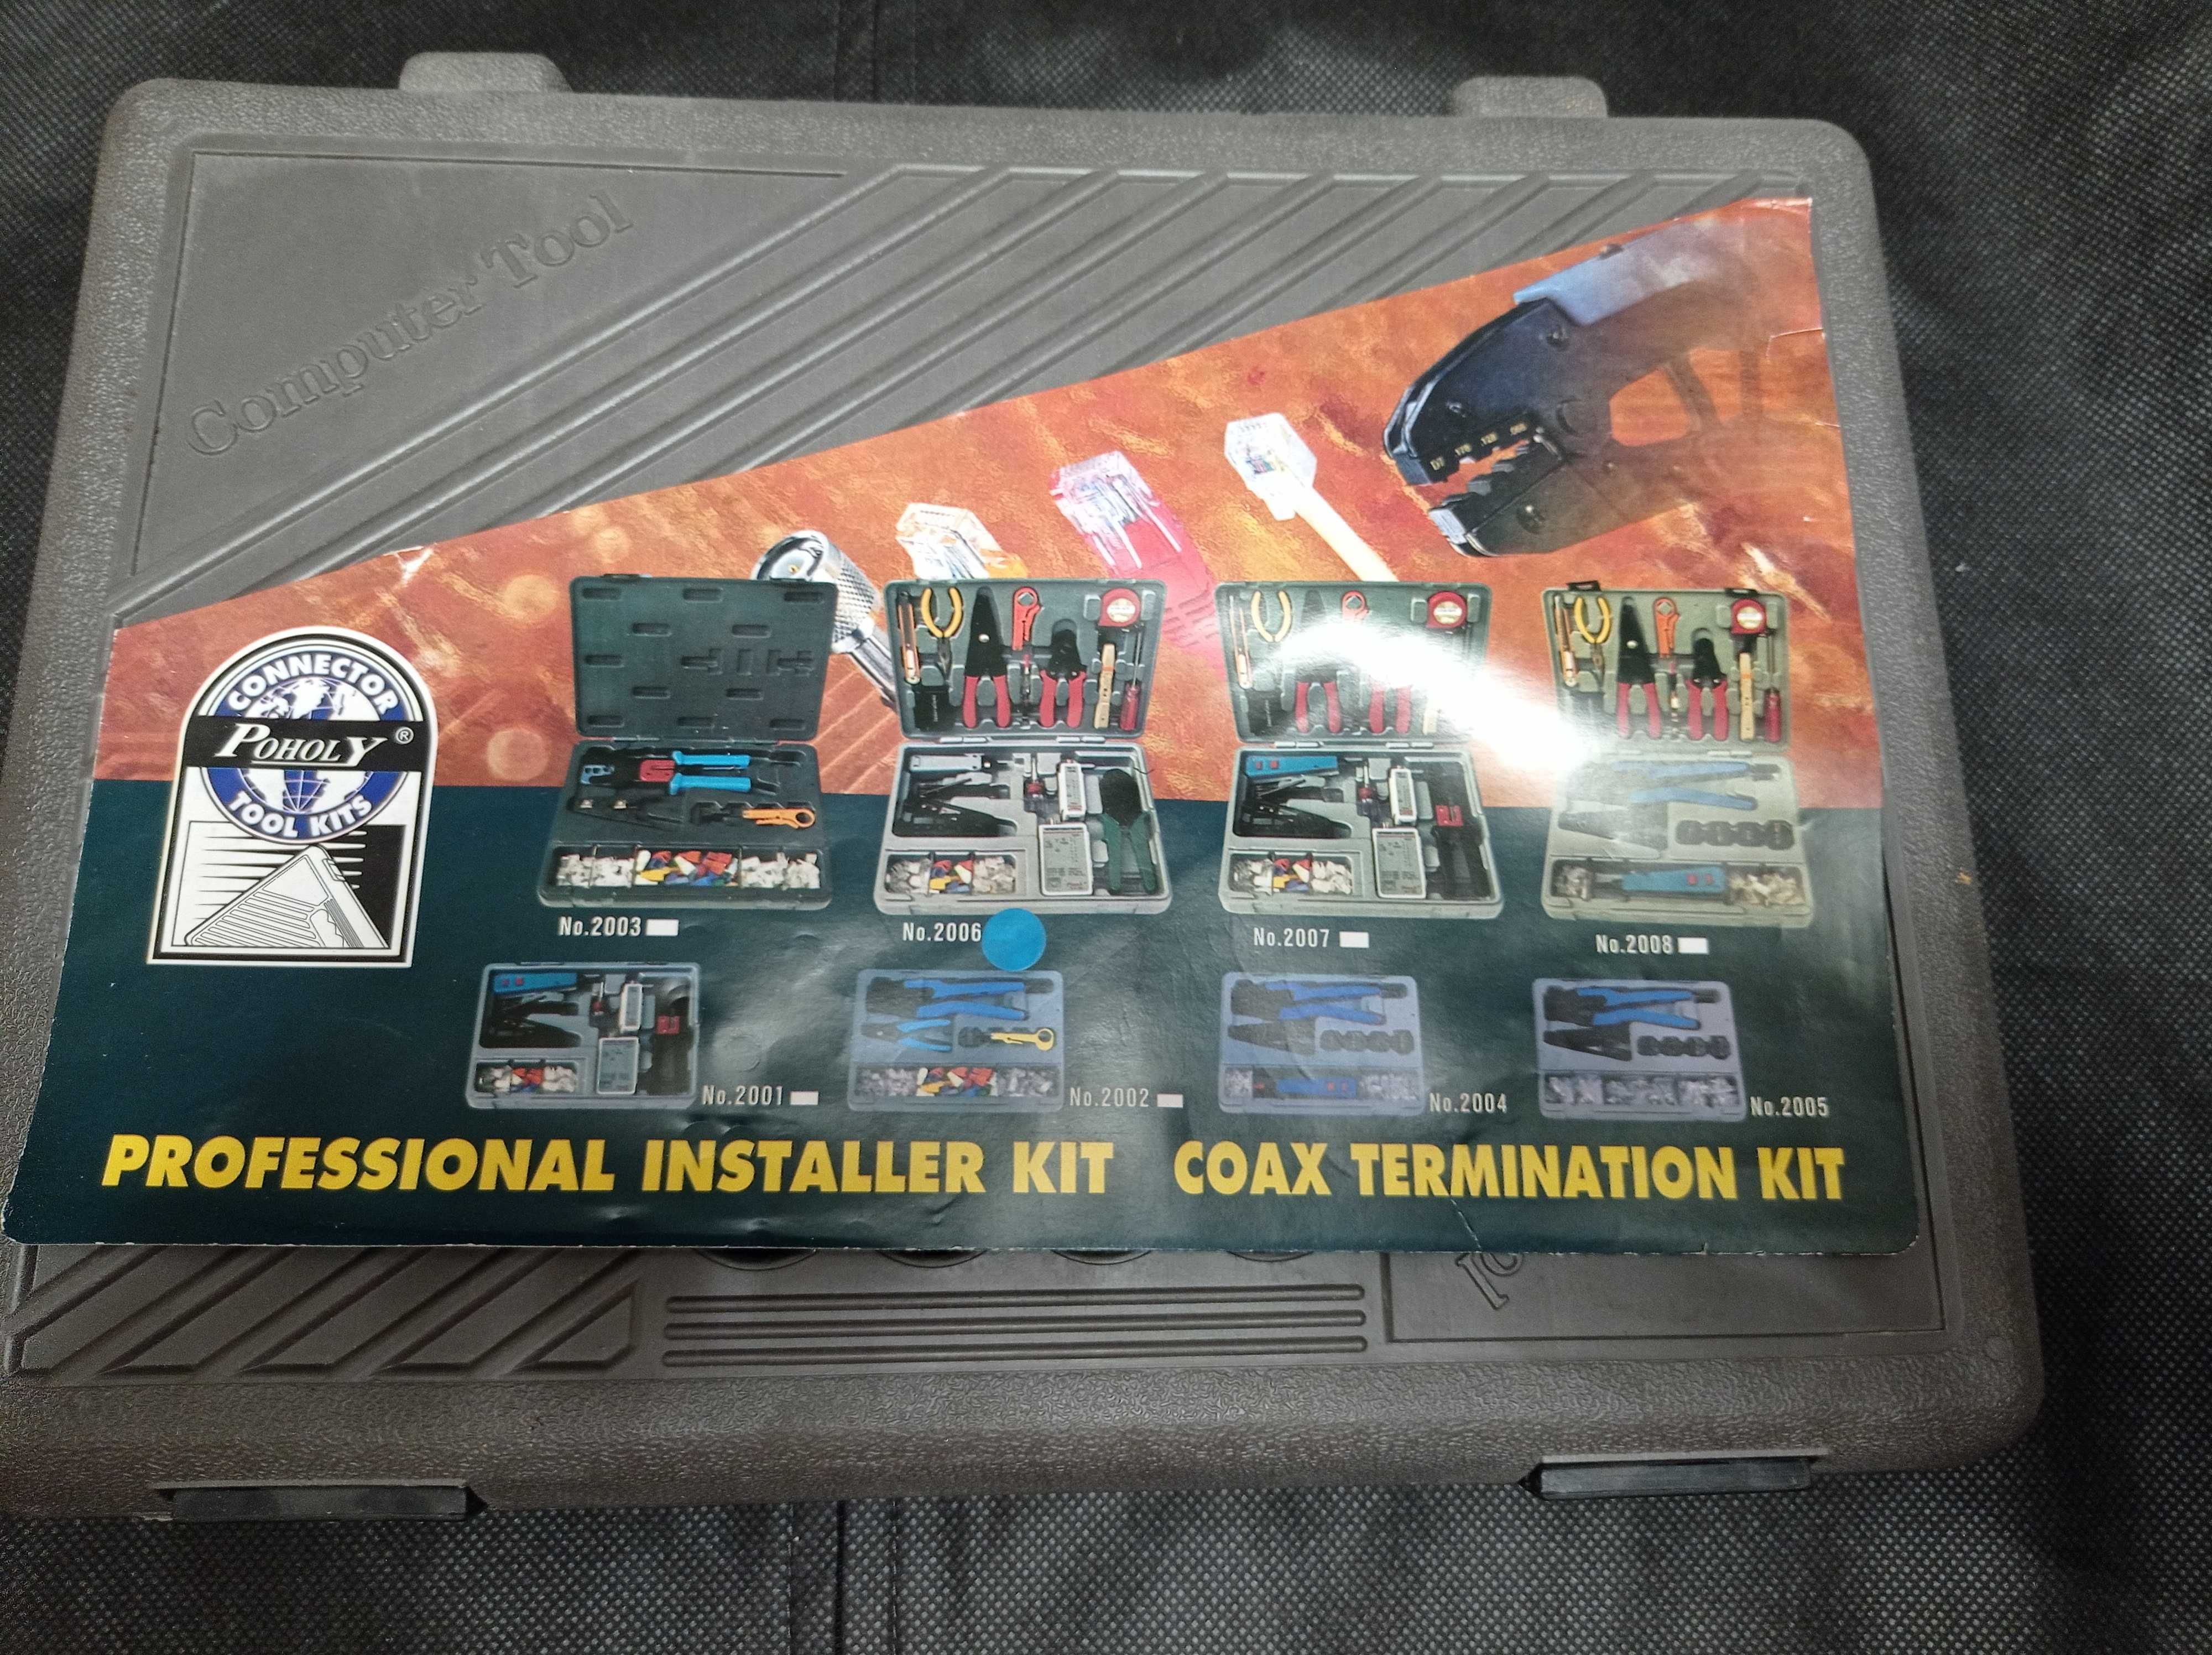 Computer Tool
CONNECTOR
POHOLY®
TOOL KITS
No.2003
No.2006
No.2007
No.2008
No.2001
No.2002
No.2004
No.2005
PROFESSIONAL INSTALLER KIT COAX TERMINATION KIT